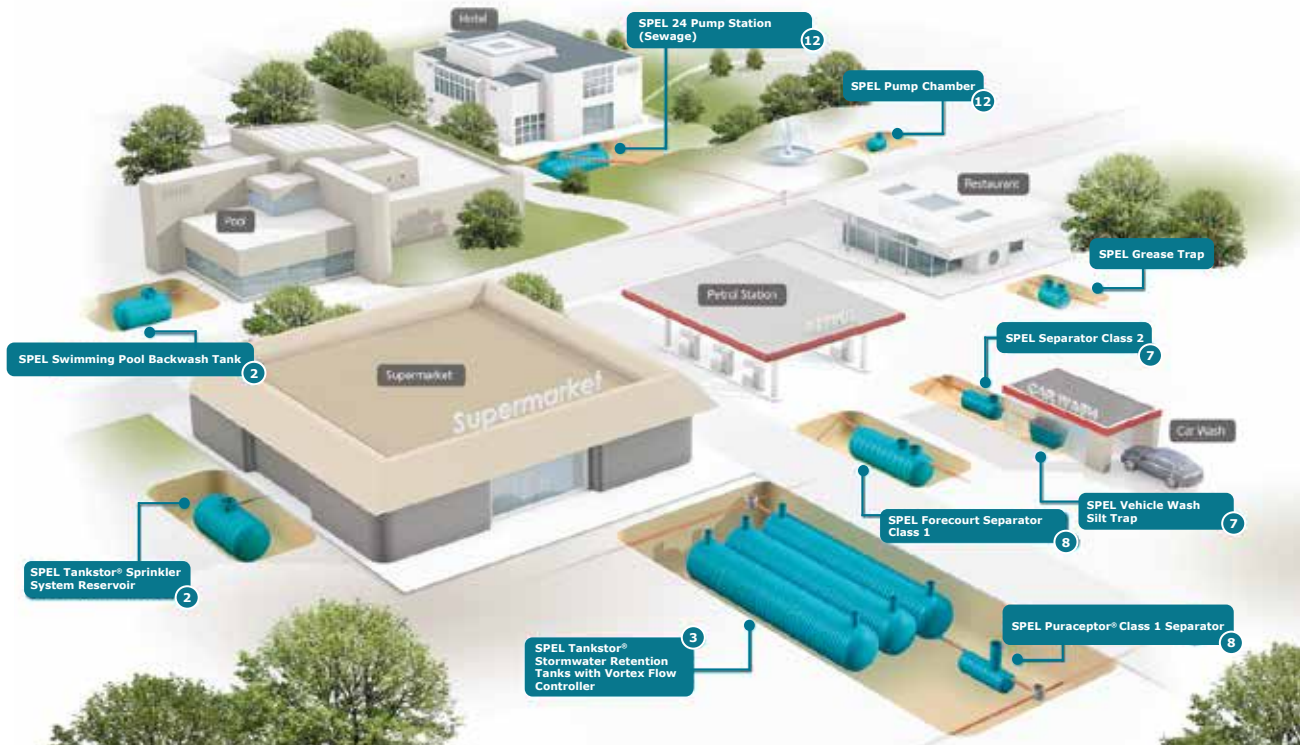 Hotel
SPEL 24 Pump Station
(Sewage)
12
SPEL Pump Chamber
12
Restaurant
Pool
SPEL Grease Trap
Petrol Station
SPEL Swimming Pool Backwash Tank
2
SPEL Separator Class 2
7
Supermarket
Supermarket
CAR WASH
Car Wash
SPEL Vehicle Wash
Silt Trap
7
SPEL Forecourt Separator
Class 1
8
SPEL Tankstor® Sprinkler
System Reservoir
2
SPEL Puraceptor® Class 1 Separator
8
SPEL Tankstor®
Stormwater Retention
Tanks with Vortex Flow
Controller
3